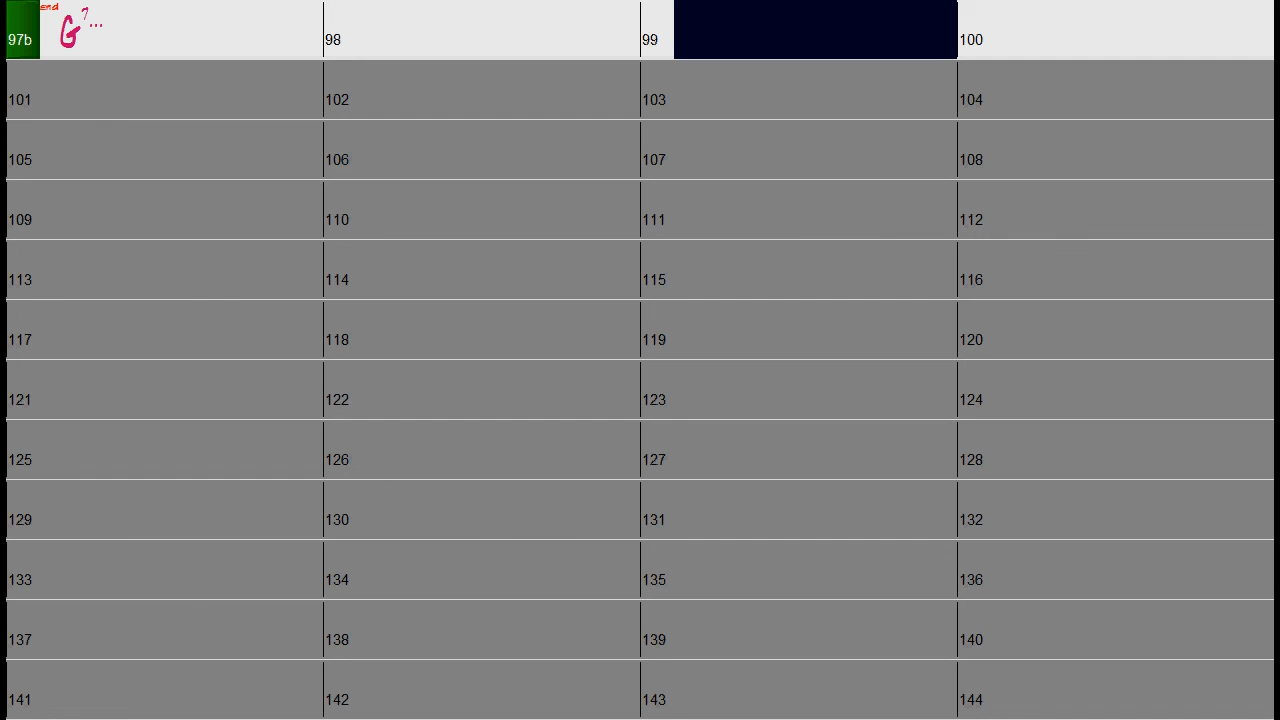 end
97b G7... 98 99 100
101 102 103 104
105 106 107 108
109 110 111 112
113 114 115 116
117 118 119 120
121 122 123 124
125 126 127 128
129 130 131 132
133 134 135 136
137 138 139 140
141 142 143 144